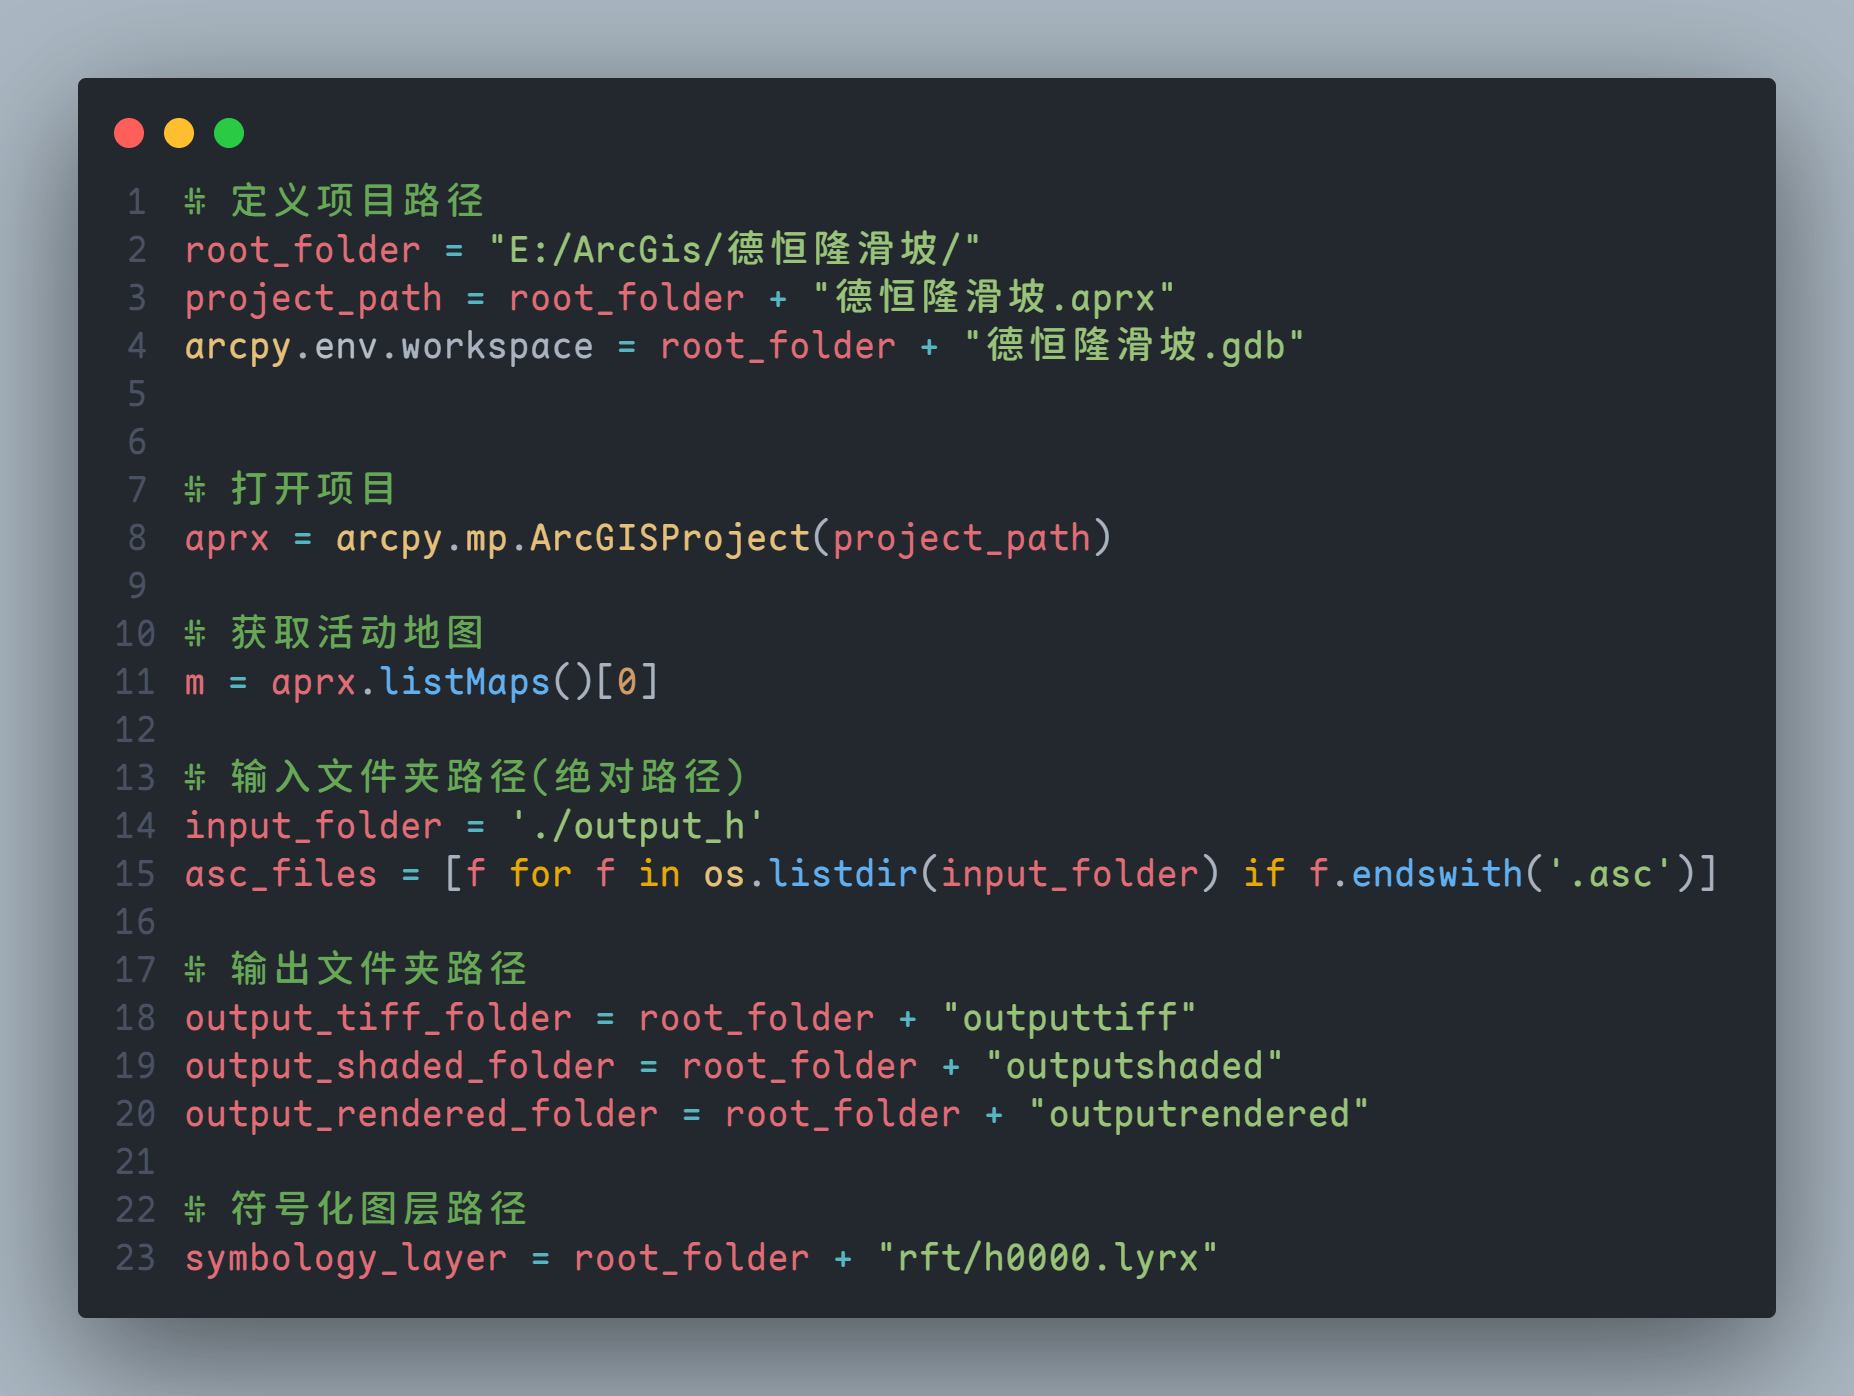 1 # 定义项目路径
2 root_folder = "E:/ArcGis/德恒隆滑坡/"
3 project_path = root_folder + "德恒隆滑坡.aprx"
4 arcpy.env.workspace = root_folder + "德恒隆滑坡.gdb"
5
6
7 # 打开项目
8 aprx = arcpy.mp.ArcGISProject(project_path)
9
10 # 获取活动地图
11 m = aprx.listMaps()[0]
12
13 # 输入文件夹路径(绝对路径)
14 input_folder = './output_h'
15 asc_files = [f for f in os.listdir(input_folder) if f.endswith('.asc')]
16
17 # 输出文件夹路径
18 output_tiff_folder = root_folder + "outputtiff"
19 output_shaded_folder = root_folder + "outputshaded"
20 output_rendered_folder = root_folder + "outputrendered"
21
22 # 符号化图层路径
23 symbology_layer = root_folder + "rft/h0000.lyrx"